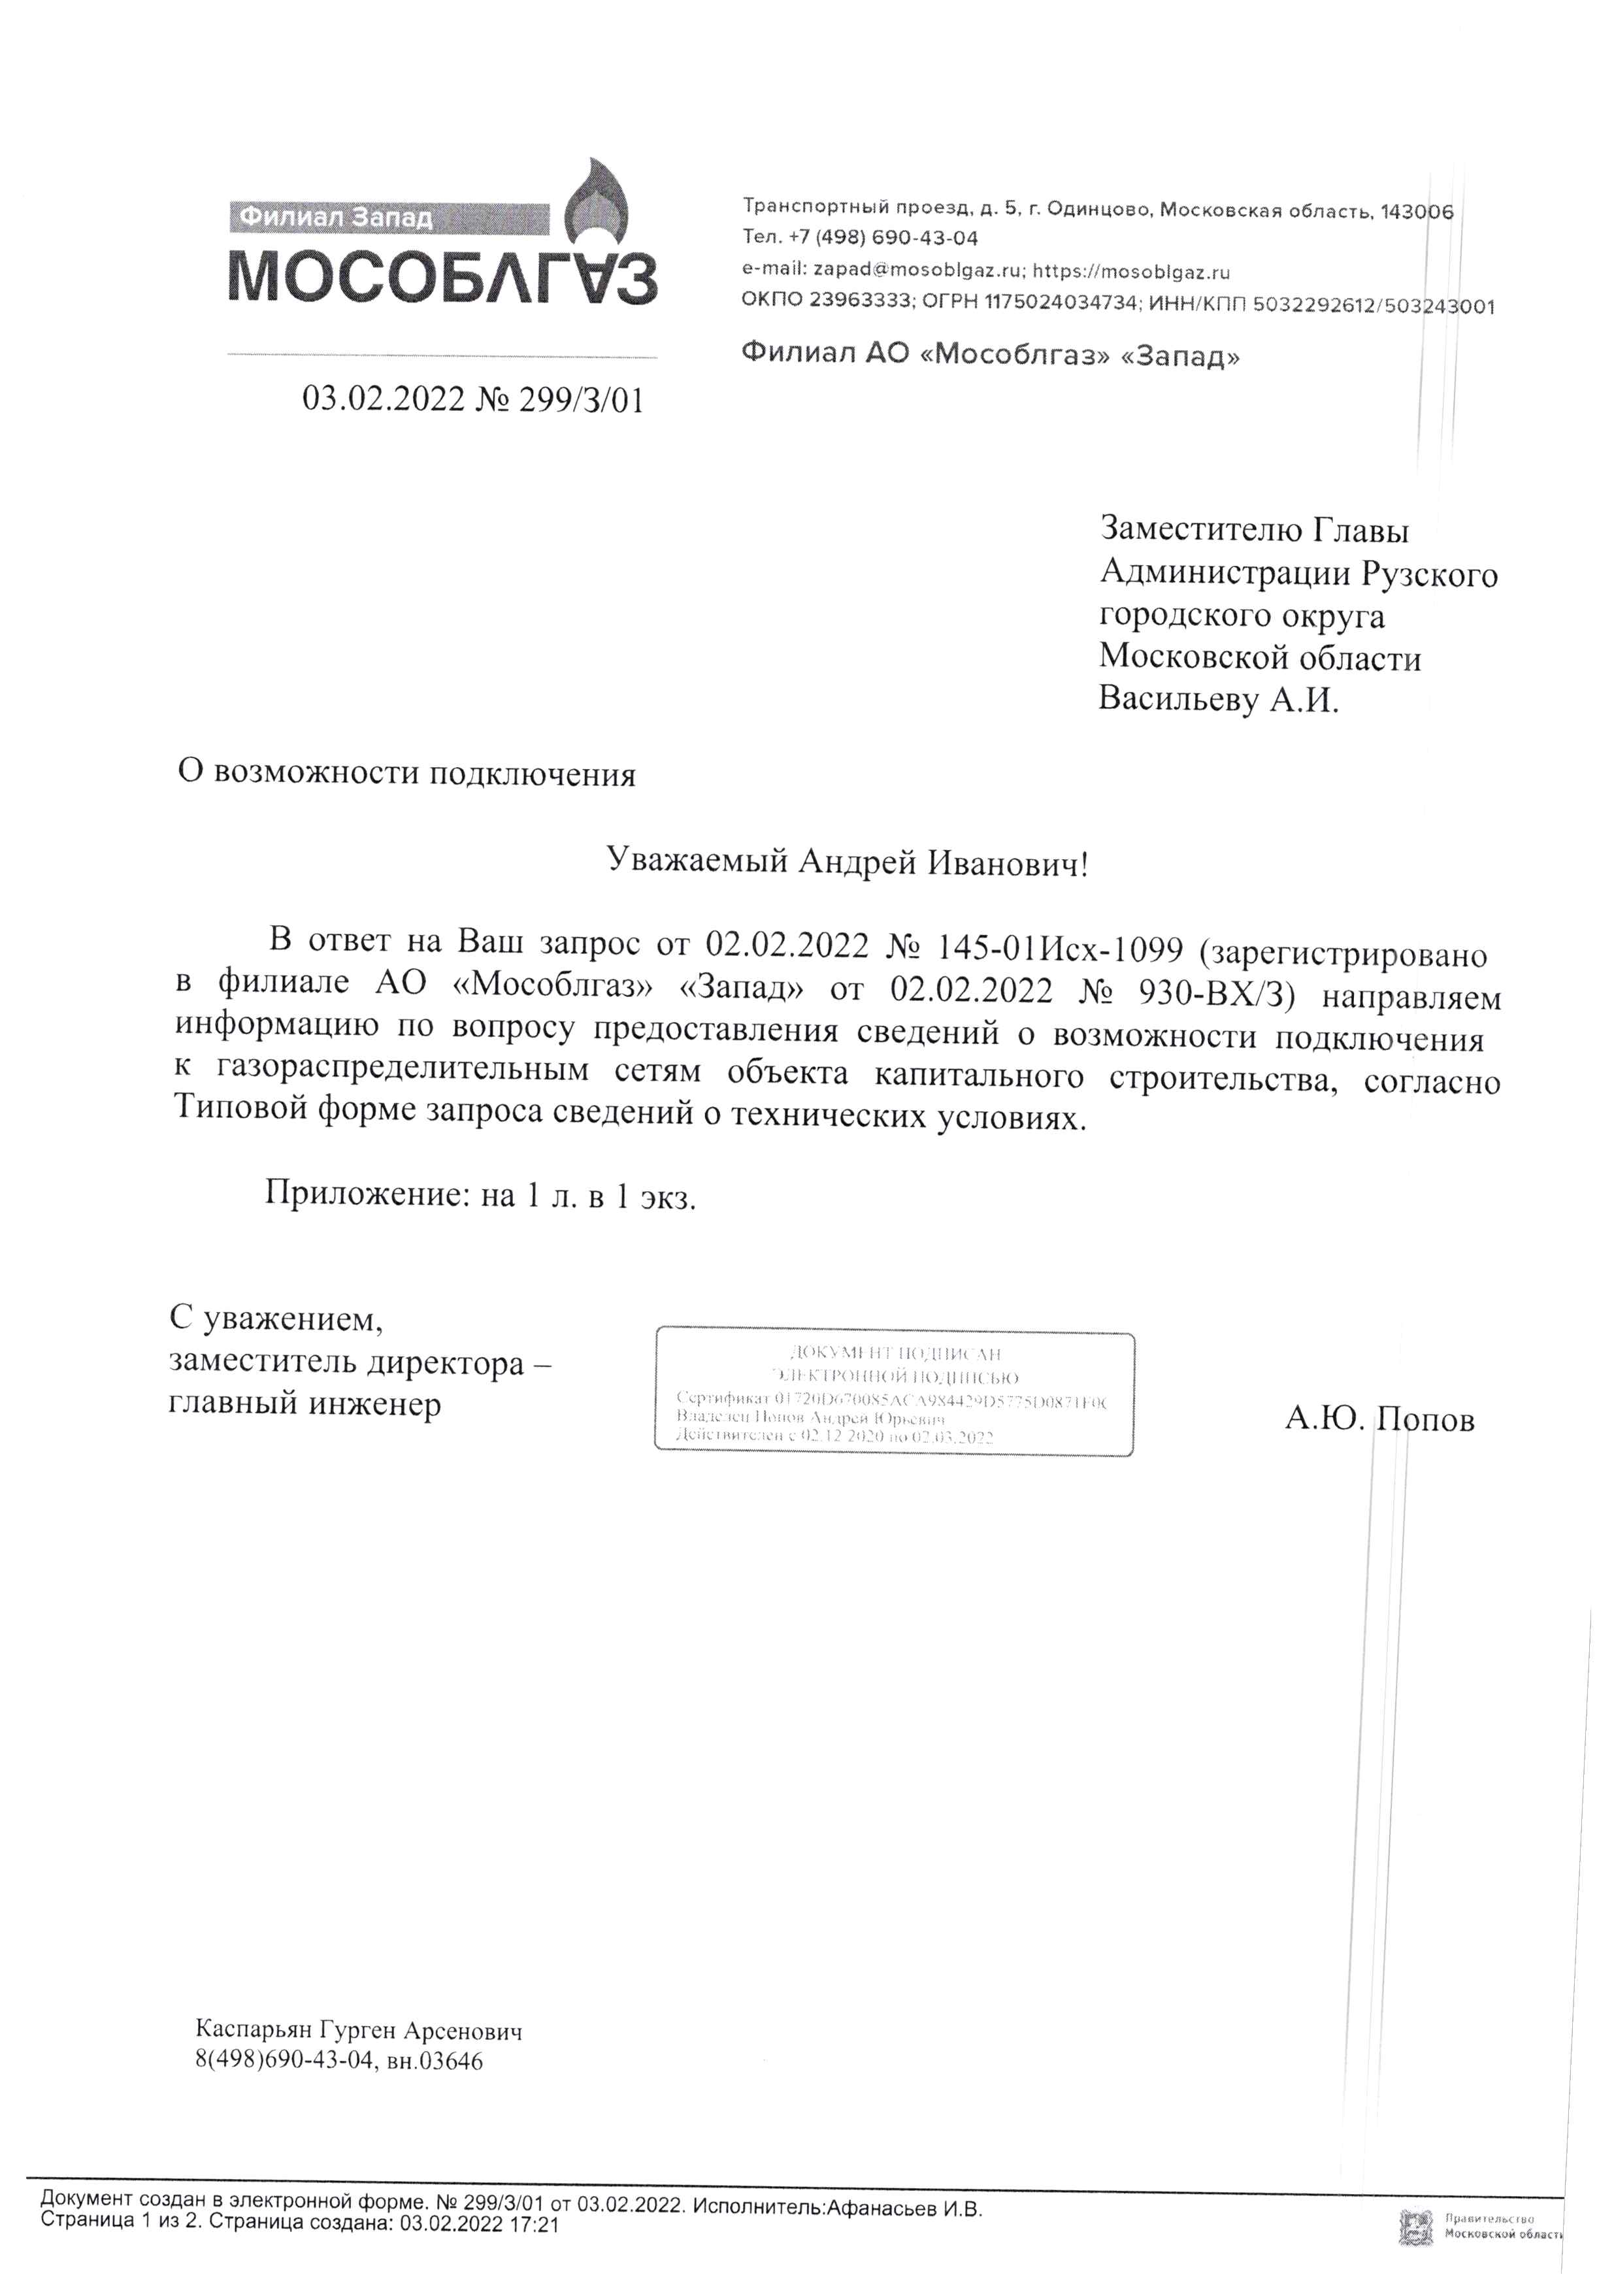 Филиал Запад
МОСОБЛГАЗ
Транспортный проезд, д. 5, г. Одинцово, Московская область, 143006
Тел. +7 (498) 690-43-04
e-mail: zapad@mosoblgaz.ru; https://mosoblgaz.ru
ОКПО 23963333; ОГРН 1175024034734; ИНН/КПП 5032292612/503243001
Филиал АО «Мособлгаз» «Запад»
03.02.2022 № 299/З/01
Заместителю Главы
Администрации Рузского
городского округа
Московской области
Васильеву А.И.
О возможности подключения
Уважаемый Андрей Иванович!
В ответ на Ваш запрос от 02.02.2022 № 145-01Исх-1099 (зарегистрировано
в филиале АО «Мособлгаз» «Запад» от 02.02.2022 № 930-ВХ/З) направляем
информацию по вопросу предоставления сведений о возможности подключения
к газораспределительным сетям объекта капитального строительства, согласно
Типовой форме запроса сведений о технических условиях.
Приложение: на 1 л. в 1 экз.
С уважением,
заместитель директора –
главный инженер
ДОКУМЕНТ ПОДПИСАН
ЭЛЕКТРОННОЙ ПОДПИСЬЮ
Сертификат
Владелец Попов Андрей Юрьевич
Действителен с 02.12.2020 по 02.03.2022
А.Ю. Попов
Каспарьян Гурген Арсенович
8(498)690-43-04, вн.03646
Документ создан в электронной форме. № 299/З/01 от 03.02.2022. Исполнитель:Афанасьев И.В.
Страница 1 из 2. Страница создана: 03.02.2022 17:21
Правительство
Московской области